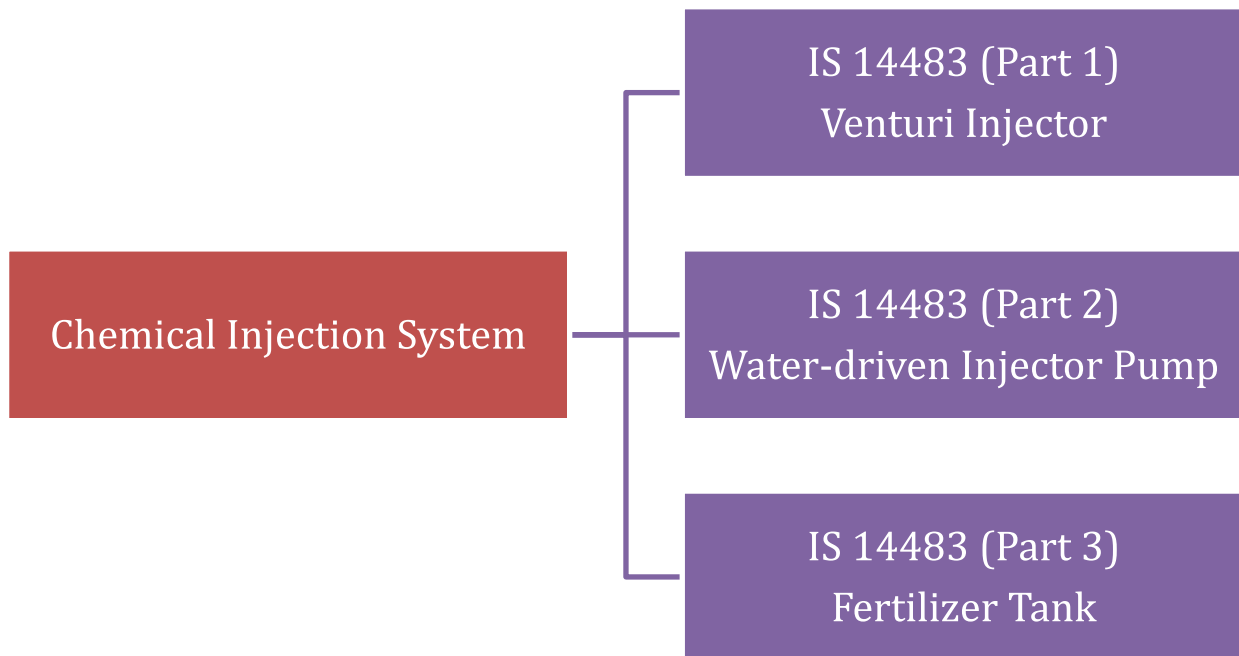 Chemical Injection System
IS 14483 (Part 1)
Venturi Injector
IS 14483 (Part 2)
Water-driven Injector Pump
IS 14483 (Part 3)
Fertilizer Tank